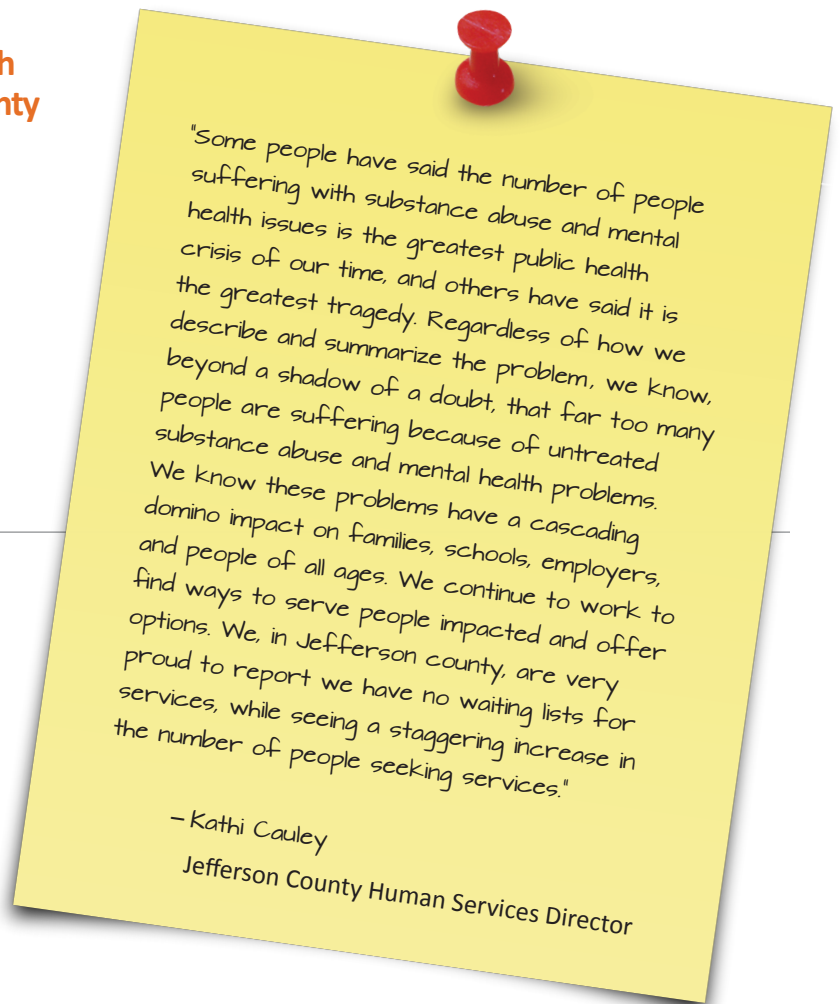 h
nty
"Some people have said the number of people
suffering with substance abuse and mental
health issues is the greatest public health
crisis of our time, and others have said it is
the greatest tragedy. Regardless of how we
describe and summarize the problem, we know,
beyond a shadow of a doubt, that far too many
people are suffering because of untreated
substance abuse and mental health problems.
We know these problems have a cascading
domino impact on families, schools, employers,
and people of all ages. We continue to work to
find ways to serve people impacted and offer
options. We, in Jefferson county, are very
proud to report we have no waiting lists for
services, while seeing a staggering increase in
the number of people seeking services."
– Kathi Cauley
Jefferson County Human Services Director